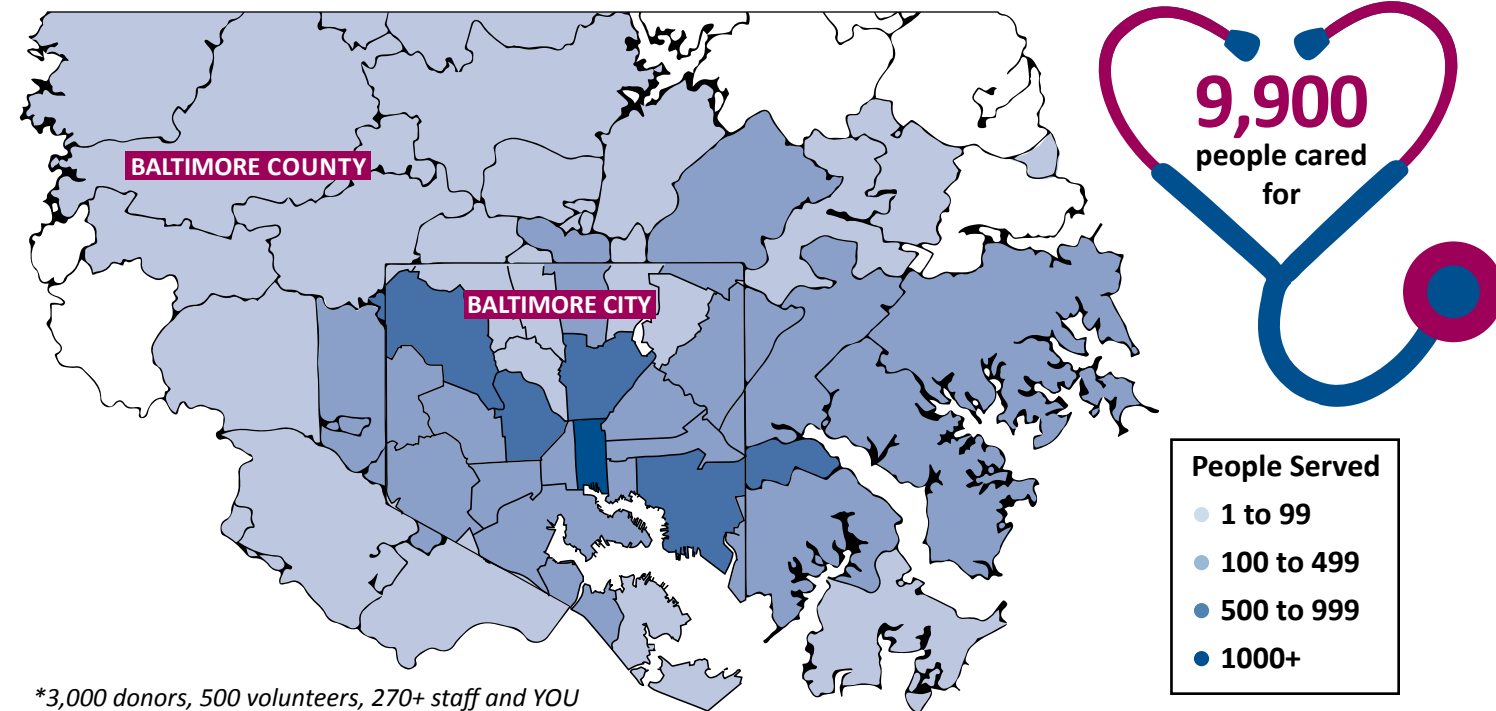 BALTIMORE COUNTY
BALTIMORE CITY
9,900
people cared
for
People Served
1 to 99
100 to 499
500 to 999
1000+
*3,000 donors, 500 volunteers, 270+ staff and YOU